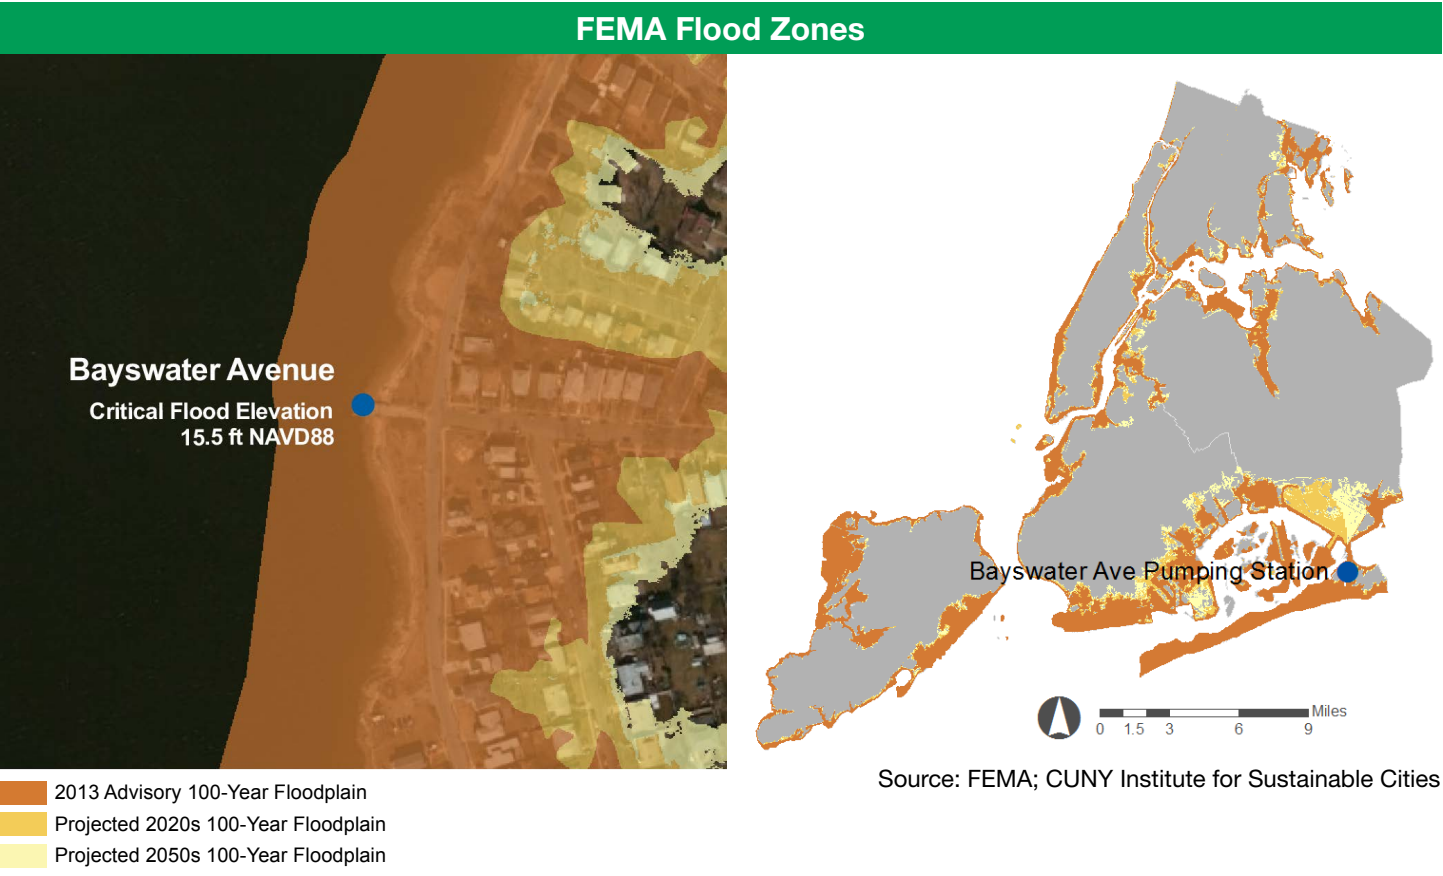 FEMA Flood Zones
Bayswater Avenue
Critical Flood Elevation
15.5 ft NAVD88
Bayswater Ave Pumping Station
Miles
0 1.5 3 6 9
Source: FEMA; CUNY Institute for Sustainable Cities
2013 Advisory 100-Year Floodplain
Projected 2020s 100-Year Floodplain
Projected 2050s 100-Year Floodplain